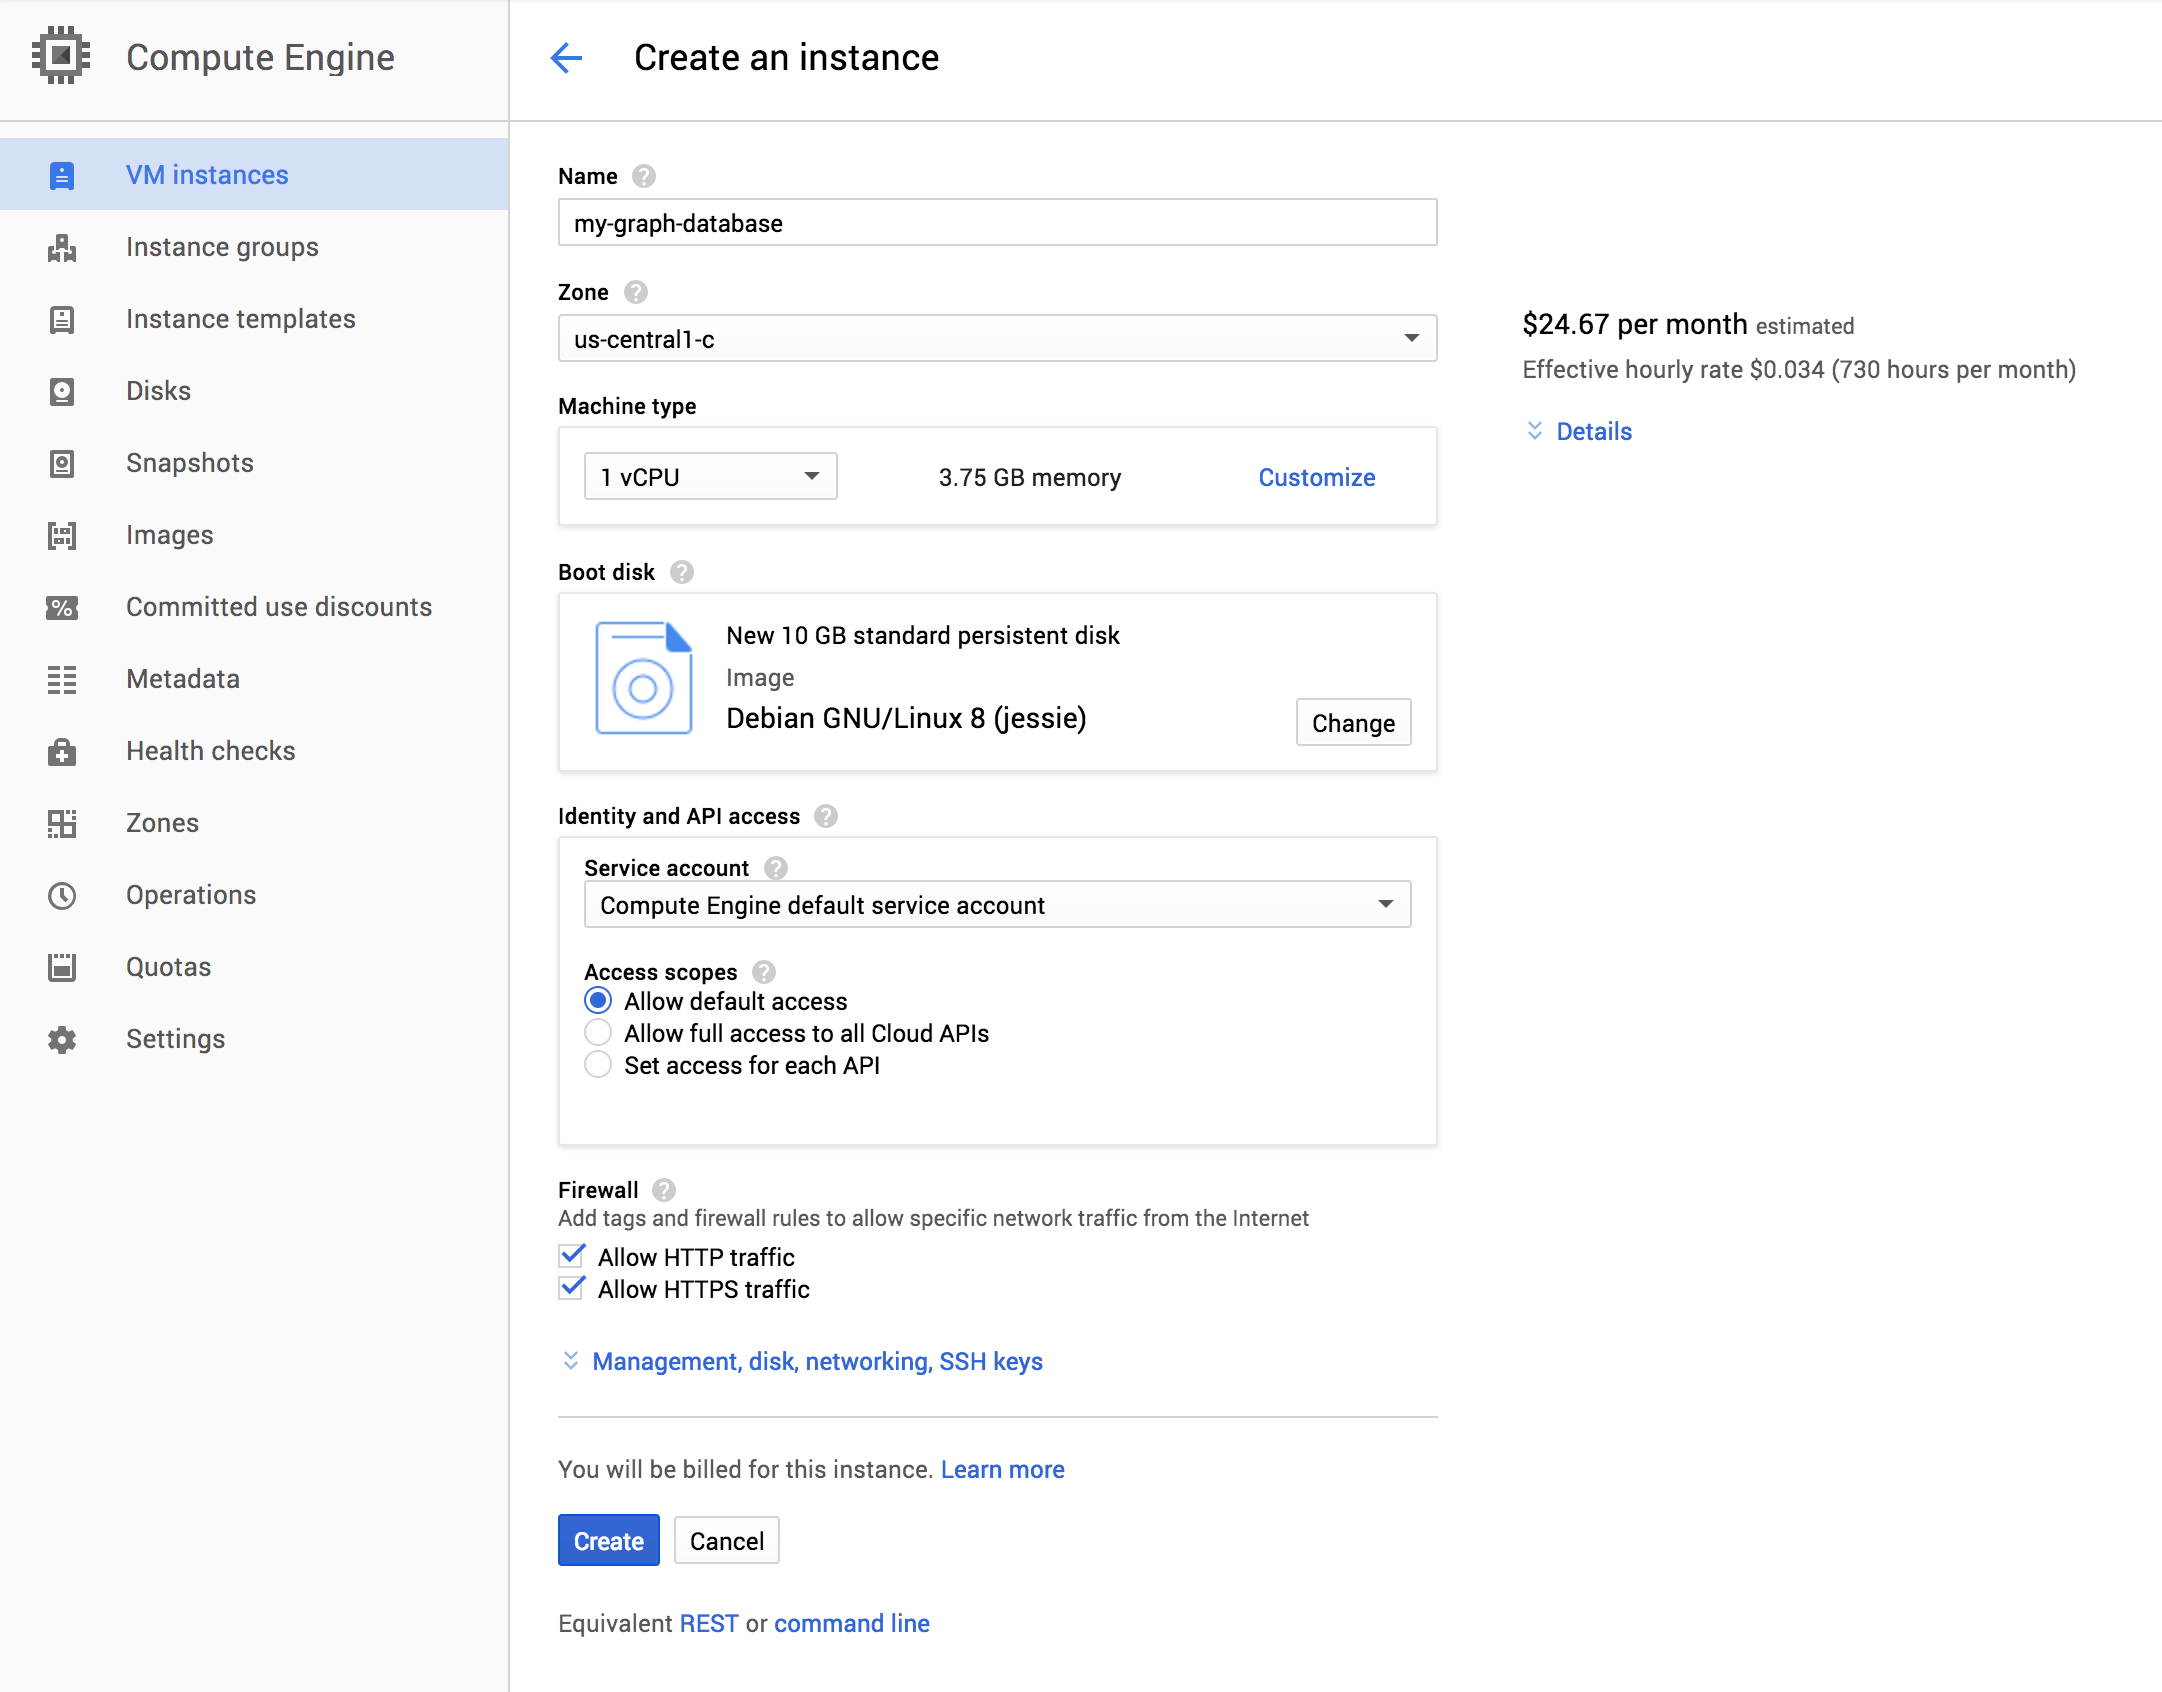 Compute Engine
Create an instance
VM instances
Instance groups
Instance templates
Disks
Snapshots
Images
Committed use discounts
Metadata
Health checks
Zones
Operations
Quotas
Settings
Name
my-graph-database
Zone
us-central1-c
Machine type
1 vCPU
3.75 GB memory
Customize
Boot disk
New 10 GB standard persistent disk
Image
Debian GNU/Linux 8 (jessie)
Change
Identity and API access
Service account
Compute Engine default service account
Access scopes
Allow default access
Allow full access to all Cloud APIs
Set access for each API
Firewall
Add tags and firewall rules to allow specific network traffic from the Internet
Allow HTTP traffic
Allow HTTPS traffic
Management, disk, networking, SSH keys
You will be billed for this instance. Learn more
Create
Cancel
Equivalent REST or command line
$24.67 per month estimated
Effective hourly rate $0.034 (730 hours per month)
Details